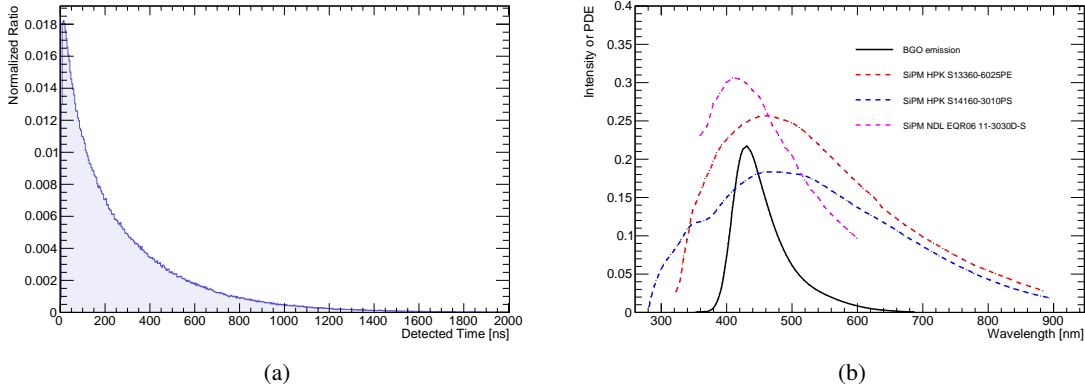 Normalized Ratio
0.018
0.016
0.014
0.012
0.01
0.008
0.006
0.004
0.002
0
0 200 400 600 800 1000 1200 1400 1600 1800 2000
Detected Time [ns]
(a)
Intensity or PDE
0.4
0.35
0.3
0.25
0.2
0.15
0.1
0.05
0
BGO emission
SiPM HPK S13360-6025PE
SiPM HPK S14160-3010PS
SiPM NDL EQR06 11-3030D-S
300 400 500 600 700 800 900
Wavelength [nm]
(b)